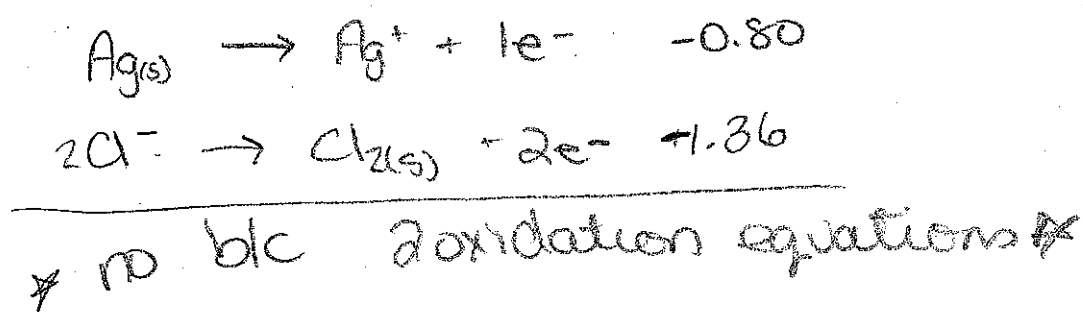 Ag(s) → Ag⁺ + 1e⁻ -0.80
2Cl⁻ → Cl₂(s) + 2e⁻ -1.36
* no b/c 2 oxidation equations *